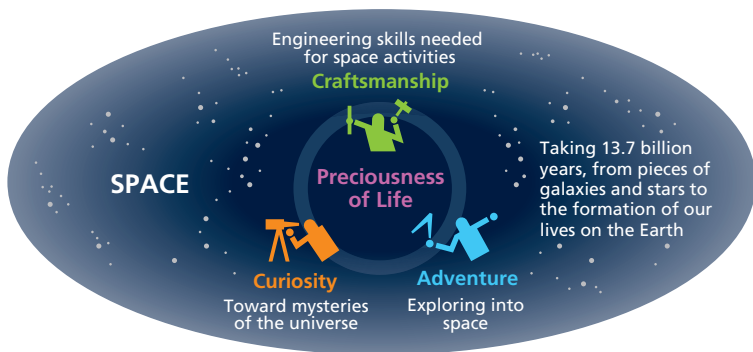 Engineering skills needed
for space activities
Craftsmanship
SPACE
Preciousness
of Life
Taking 13.7 billion
years, from pieces of
galaxies and stars to
the formation of our
lives on the Earth
Curiosity
Toward mysteries
of the universe
Adventure
Exploring into
space